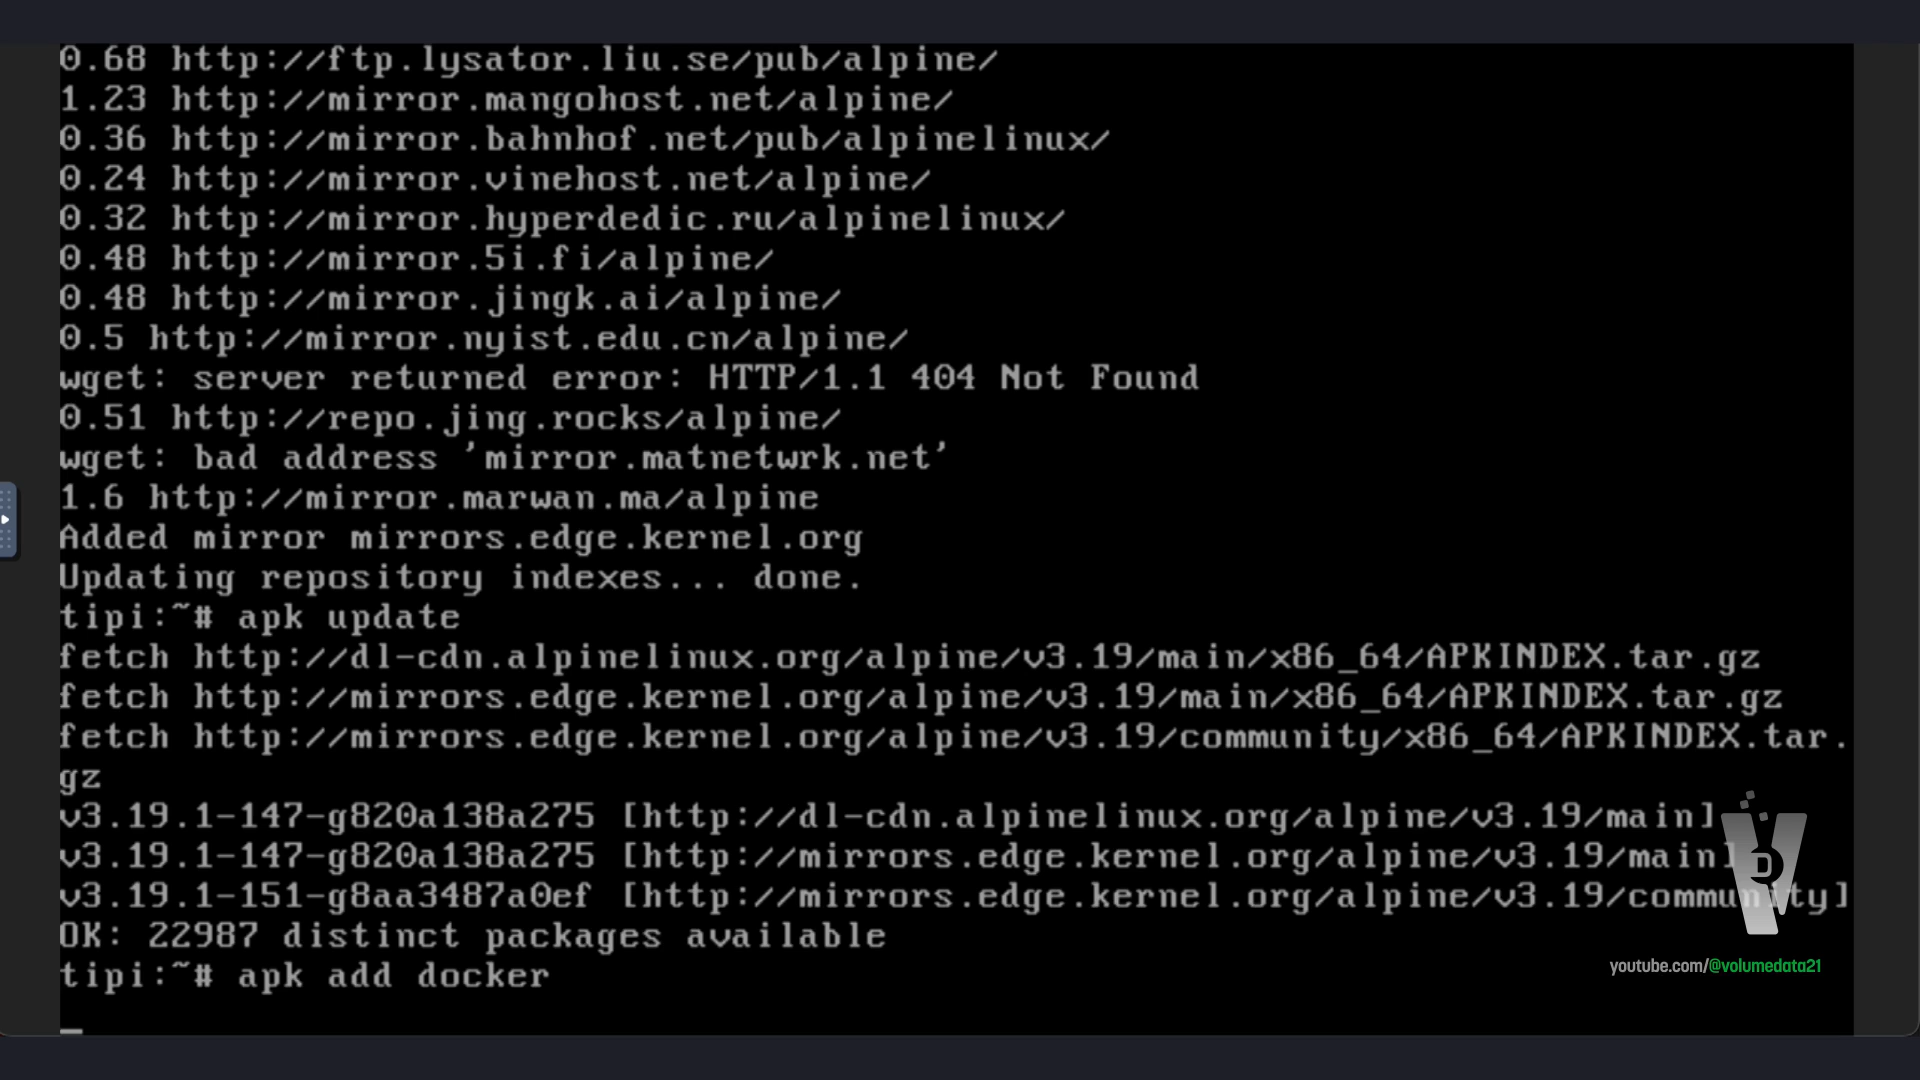 0.68 http://ftp.lysator.liu.se/pub/alpine/
1.23 http://mirror.mangohost.net/alpine/
0.36 http://mirror.bahnhof.net/pub/alpinelinux/
0.24 http://mirror.vinehost.net/alpine/
0.32 http://mirror.hyperdedic.ru/alpinelinux/
0.48 http://mirror.5i.fi/alpine/
0.48 http://mirror.jingk.ai/alpine/
0.5 http://mirror.nyist.edu.cn/alpine/
wget: server returned error: HTTP/1.1 404 Not Found
0.51 http://repo.jing.rocks/alpine/
wget: bad address 'mirror.matnetwrk.net'
1.6 http://mirror.marwan.ma/alpine
Added mirror mirrors.edge.kernel.org
Updating repository indexes... done.
tipi:~# apk update
fetch http://dl-cdn.alpinelinux.org/alpine/v3.19/main/x86_64/APKINDEX.tar.gz
fetch http://mirrors.edge.kernel.org/alpine/v3.19/main/x86_64/APKINDEX.tar.gz
fetch http://mirrors.edge.kernel.org/alpine/v3.19/community/x86_64/APKINDEX.tar.
gz
v3.19.1-147-g820a138a275 [http://dl-cdn.alpinelinux.org/alpine/v3.19/main]
v3.19.1-147-g820a138a275 [http://mirrors.edge.kernel.org/alpine/v3.19/main]
v3.19.1-151-g8aa3487a0ef [http://mirrors.edge.kernel.org/alpine/v3.19/community]
OK: 22987 distinct packages available
tipi:~# apk add docker
VD
youtube.com/@volumedata21